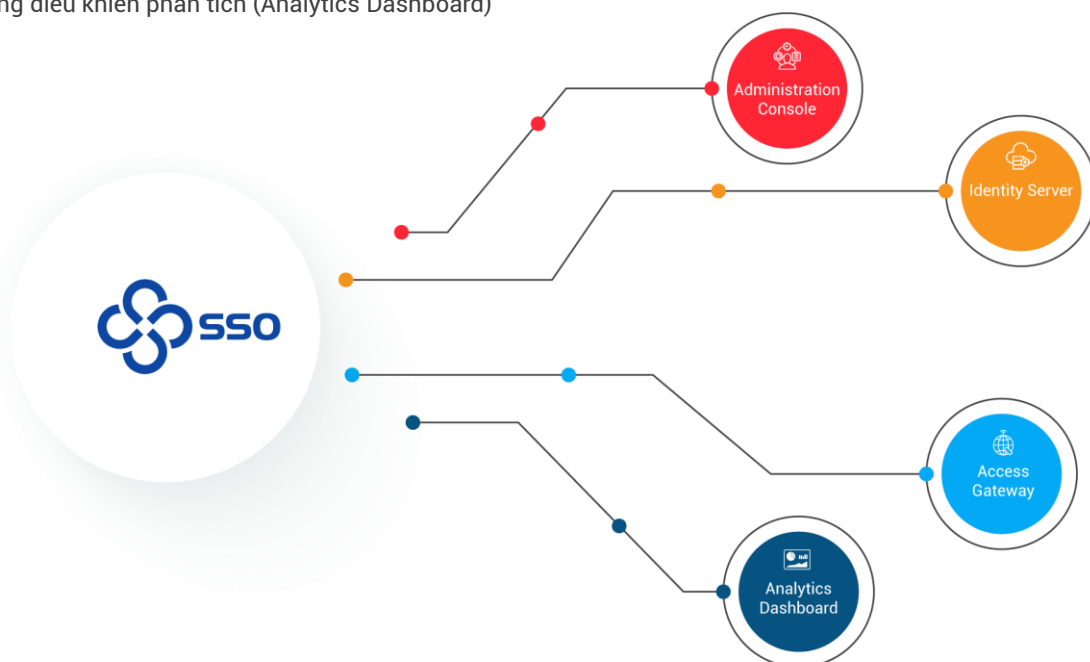 ng điều khiển phân tích (Analytics Dashboard)
Administration
Console
Identity Server
SSO
Access
Gateway
Analytics
Dashboard